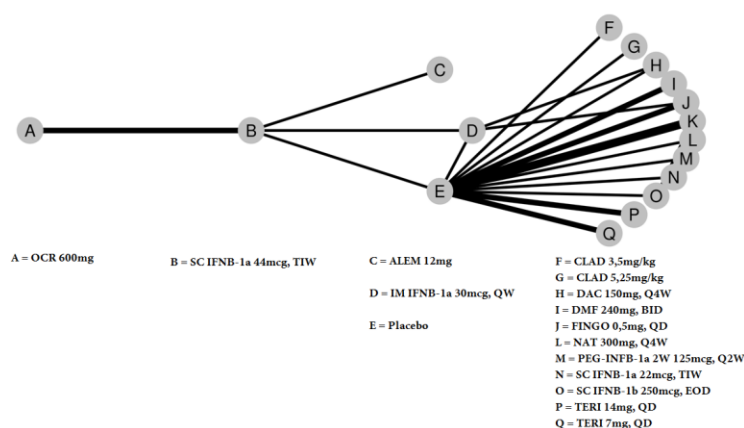 F
G
H
I
J
K
L
M
N
O
P
Q
C
A
B
D
E
A = OCR 600mg
B = SC IFNB-1a 44mcg, TIW
C = ALEM 12mg
D = IM IFNB-1a 30mcg, QW
E = Placebo
F = CLAD 3,5mg/kg
G = CLAD 5,25mg/kg
H = DAC 150mg, Q4W
I = DMF 240mg, BID
J = FINGO 0,5mg, QD
L = NAT 300mg, Q4W
M = PEG-INFB-1a 2W 125mcg, Q2W
N = SC IFNB-1a 22mcg, TIW
O = SC IFNB-1b 250mcg, EOD
P = TERI 14mg, QD
Q = TERI 7mg, QD